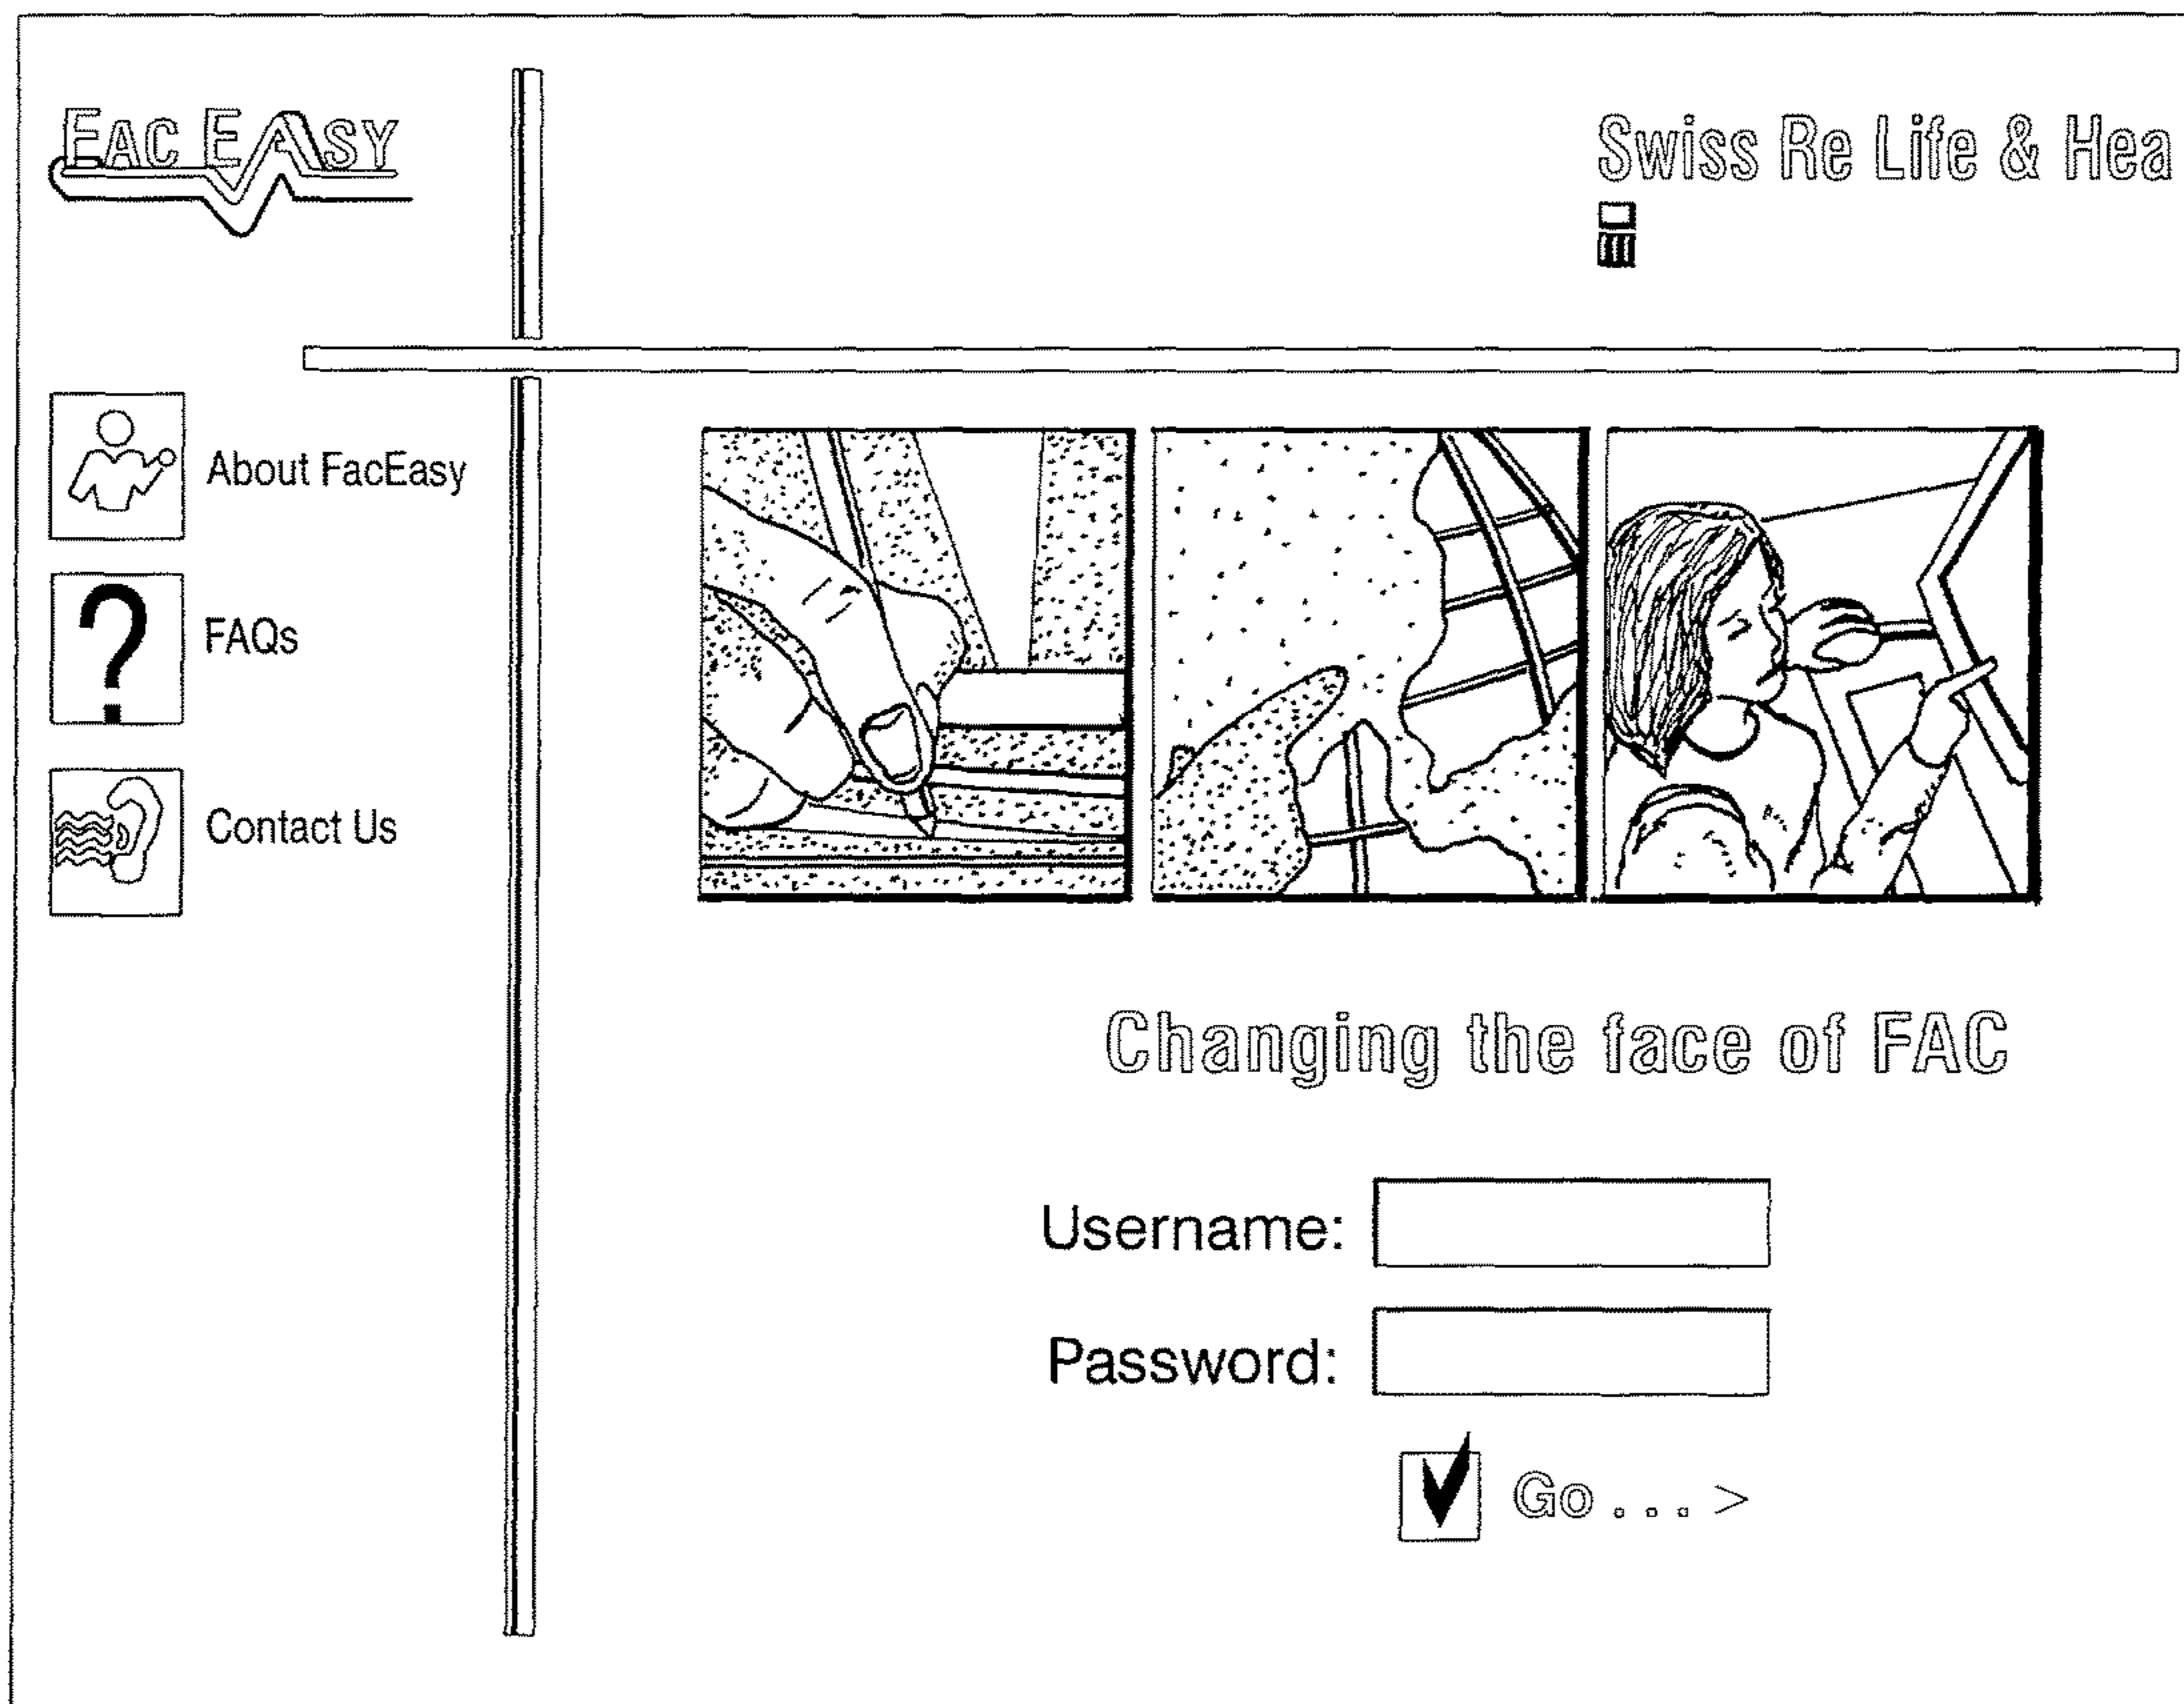 FAC EASY
Swiss Re Life & Hea
About FacEasy
FAQs
Contact Us
Changing the face of FAC
Username:
Password:
Go . . . >